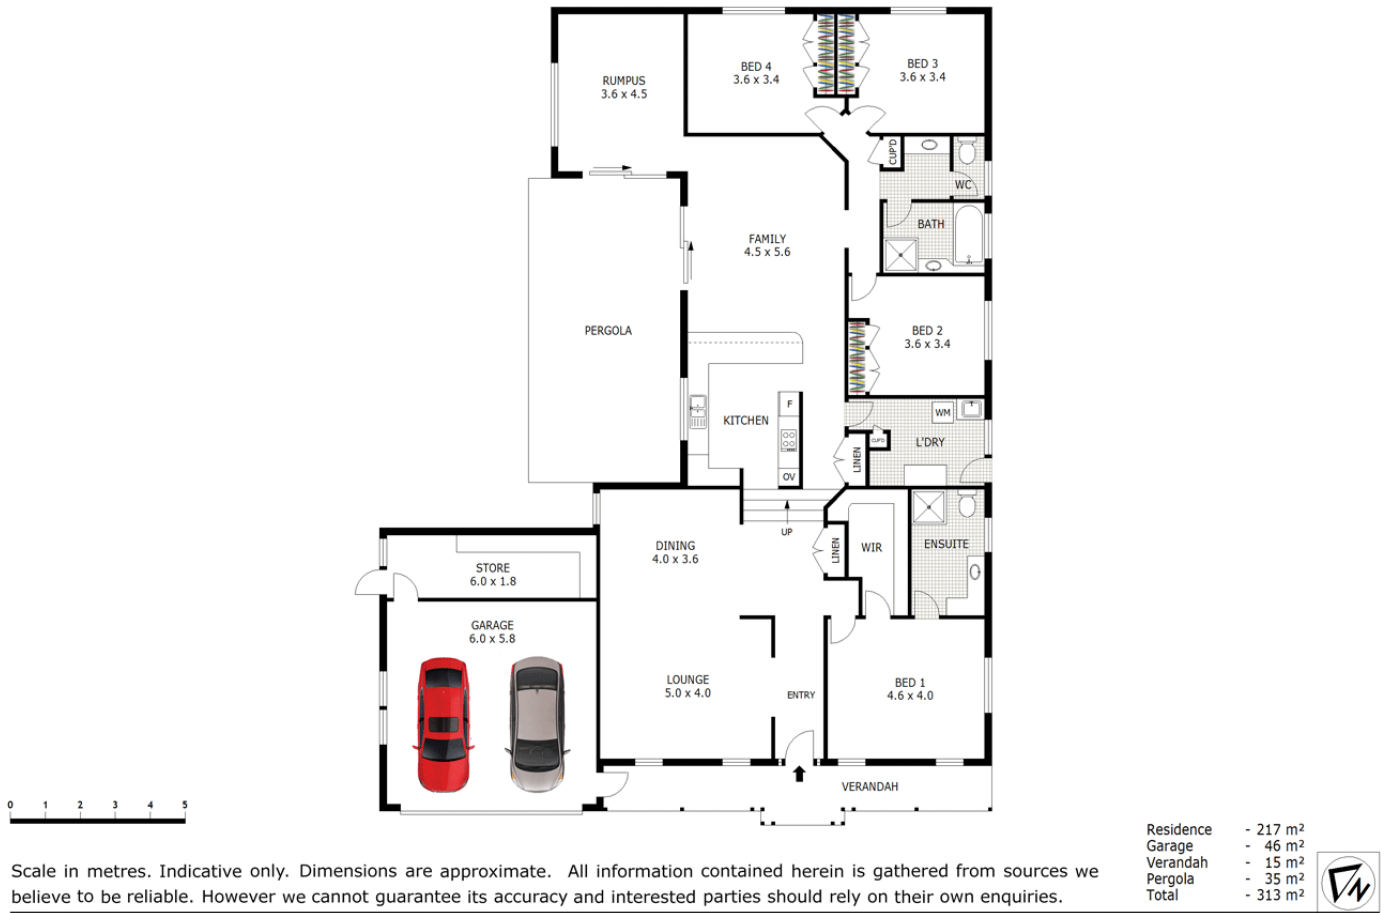 RUMPUS
3.6 x 4.5
BED 4
3.6 x 3.4
BED 3
3.6 x 3.4
CUP'D
WC
BATH
FAMILY
4.5 x 5.6
PERGOLA
BED 2
3.6 x 3.4
F
KITCHEN
WM
CUP'D
L'DRY
LINEN
OV
UP
DINING
4.0 x 3.6
LINEN
WIR
ENSUITE
STORE
6.0 x 1.8
GARAGE
6.0 x 5.8
LOUNGE
5.0 x 4.0
ENTRY
BED 1
4.6 x 4.0
VERANDAH
0 1 2 3 4 5
Residence - 217 m²
Garage - 46 m²
Verandah - 15 m²
Pergola - 35 m²
Total - 313 m²
Scale in metres. Indicative only. Dimensions are approximate. All information contained herein is gathered from sources we
believe to be reliable. However we cannot guarantee its accuracy and interested parties should rely on their own enquiries.
N